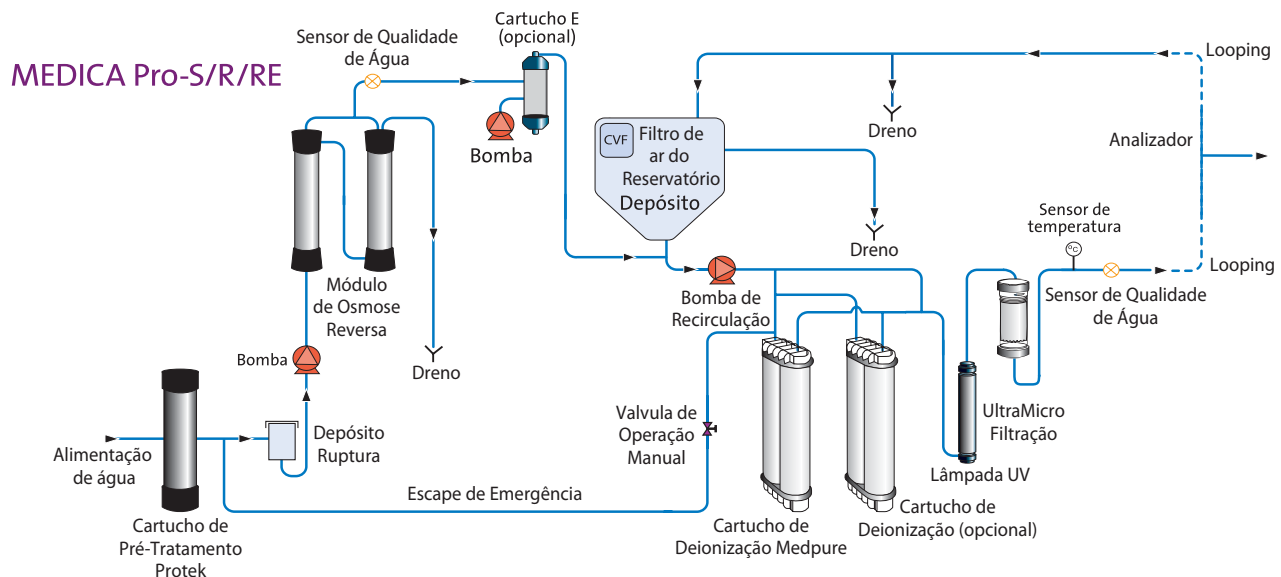 MEDICA Pro-S/R/RE
Sensor de Qualidade
de Água
Cartucho E
(opcional)
Bomba
CVF
Filtro de
ar do
Reservatório
Depósito
Dreno
Dreno
Looping
Analizador
Looping
Sensor de
temperatura
°C
Sensor de Qualidade
de Água
Bomba de
Recirculação
Módulo
de Osmose
Reversa
Bomba
Dreno
Alimentação
de água
Depósito
Ruptura
Valvula de
Operação
Manual
UltraMicro
Filtração
Lâmpada UV
Escape de Emergência
Cartucho de
Pré-Tratamento
Protek
Cartucho de
Deionização Medpure
Cartucho de
Deionização (opcional)